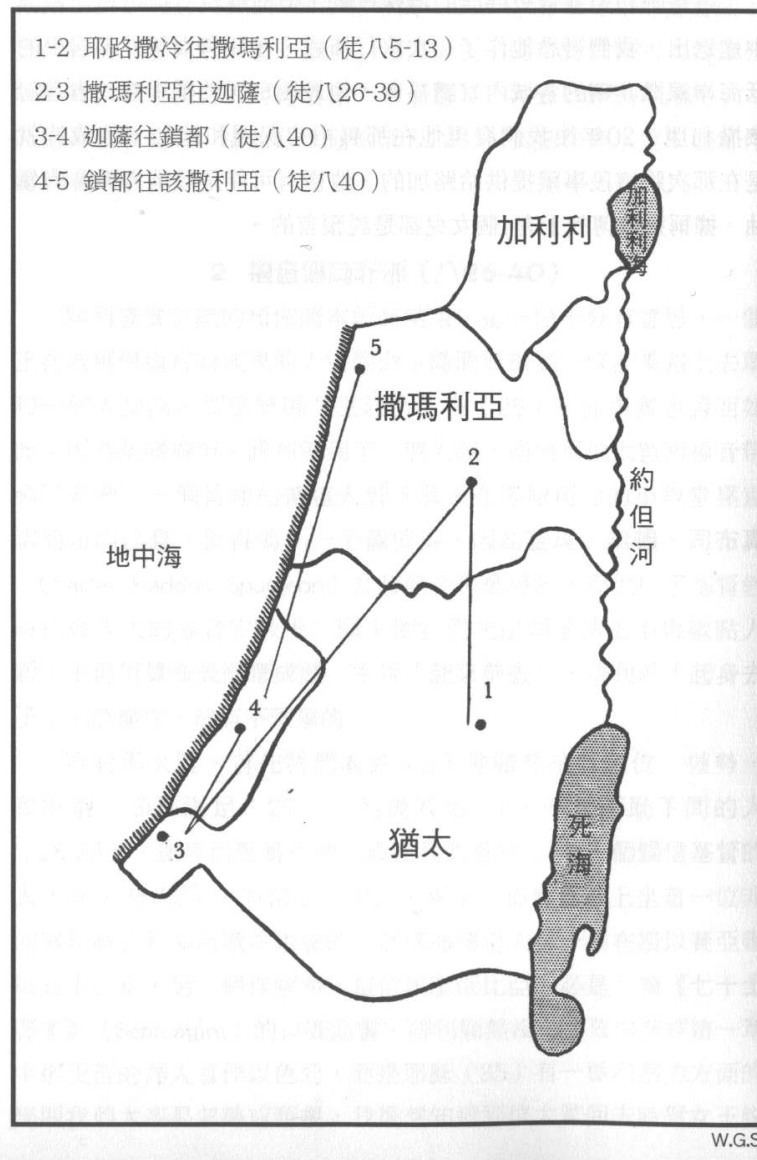 1-2 耶路撒冷往撒瑪利亞（徒八5-13）
2-3 撒瑪利亞往迦薩（徒八26-39）
3-4 迦薩往鎖都（徒八40）
4-5 鎖都往該撒利亞（徒八40）
加利利
加利利海
5
撒瑪利亞
2
約但河
地中海
1
4
3
猶太
死海
W.G.S